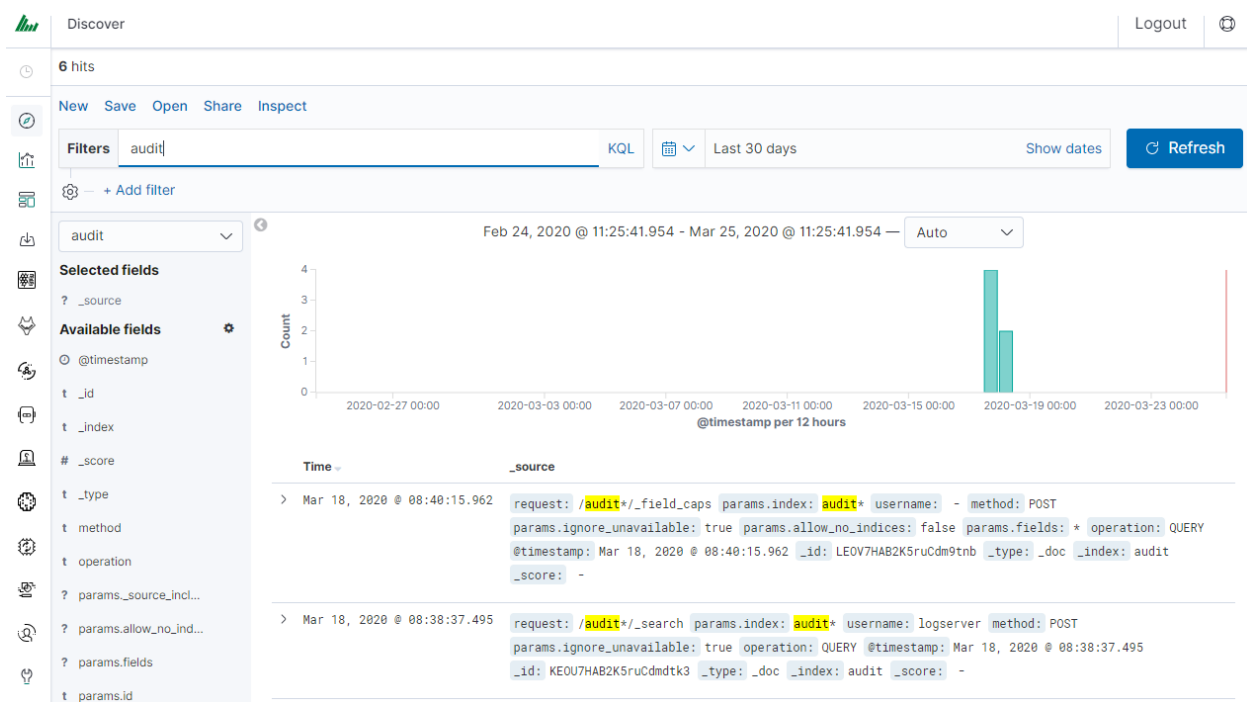 Discover
Logout
6 hits
New Save Open Share Inspect
Filters audit KQL Last 30 days Show dates Refresh
+ Add filter
audit
Feb 24, 2020 @ 11:25:41.954 - Mar 25, 2020 @ 11:25:41.954 — Auto
Selected fields
? _source
Available fields
@timestamp
t _id
t _index
# _score
t _type
t method
t operation
? params._source_incl...
? params.allow_no_ind...
? params.fields
t params.id
Count
4
3
2
1
0
2020-02-27 00:00 2020-03-03 00:00 2020-03-07 00:00 2020-03-11 00:00 2020-03-15 00:00 2020-03-19 00:00 2020-03-23 00:00
@timestamp per 12 hours
Time _source
Mar 18, 2020 @ 08:40:15.962 request: /audit*/_field_caps params.index: audit* username: - method: POST
params.ignore_unavailable: true params.allow_no_indices: false params.fields: * operation: QUERY
@timestamp: Mar 18, 2020 @ 08:40:15.962 _id: LEOV7HAB2K5ruCdm9tnb _type: _doc _index: audit
_score: -
Mar 18, 2020 @ 08:38:37.495 request: /audit*/_search params.index: audit* username: logserver method: POST
params.ignore_unavailable: true operation: QUERY @timestamp: Mar 18, 2020 @ 08:38:37.495
_id: KEOU7HAB2K5ruCdmdtk3 _type: _doc _index: audit _score: -